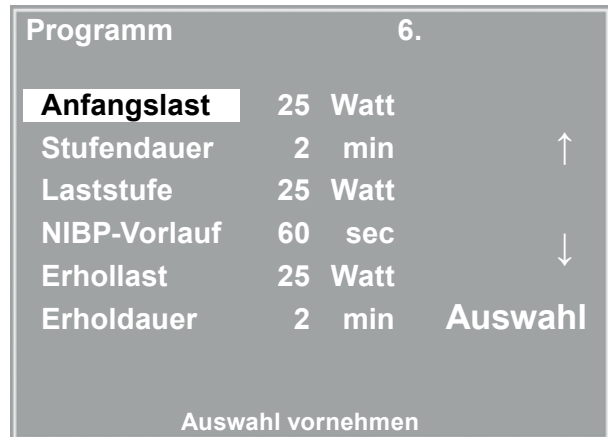 Programm 6.
Anfangslast 25 Watt
Stufendauer 2 min ↑
Laststufe 25 Watt
NIBP-Vorlauf 60 sec ↓
Erhollast 25 Watt
Erholdauer 2 min Auswahl
Auswahl vornehmen